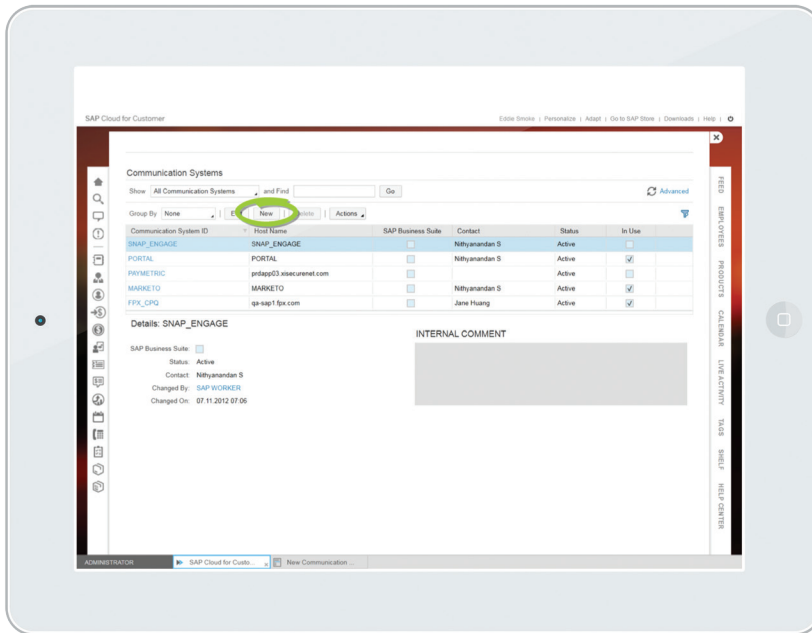 SAP Cloud for Customer
Eddie Smoke | Personalize | Adapt | Go to SAP Store | Downloads | Help |
Communication Systems
Show All Communication Systems and Find Go Advanced
Group By None New Actions
Communication System ID Host Name SAP Business Suite Contact Status In Use
SNAP_ENGAGE SNAP_ENGAGE Nithyanandan S Active
PORTAL PORTAL Nithyanandan S Active
PAYMETRIC prdapp03.xisecurenet.com Active
MARKETO MARKETO Nithyanandan S Active
FPX_CPQ qa-sap1.fpx.com Jane Huang Active
Details: SNAP_ENGAGE
INTERNAL COMMENT
SAP Business Suite:
Status: Active
Contact: Nithyanandan S
Changed By: SAP WORKER
Changed On: 07.11.2012 07:06
FEED
EMPLOYEES
PRODUCTS
CALENDAR
LIVE ACTIVITY
TAGS
SHELF
HELP CENTER
ADMINISTRATOR SAP Cloud for Custo... New Communication ...